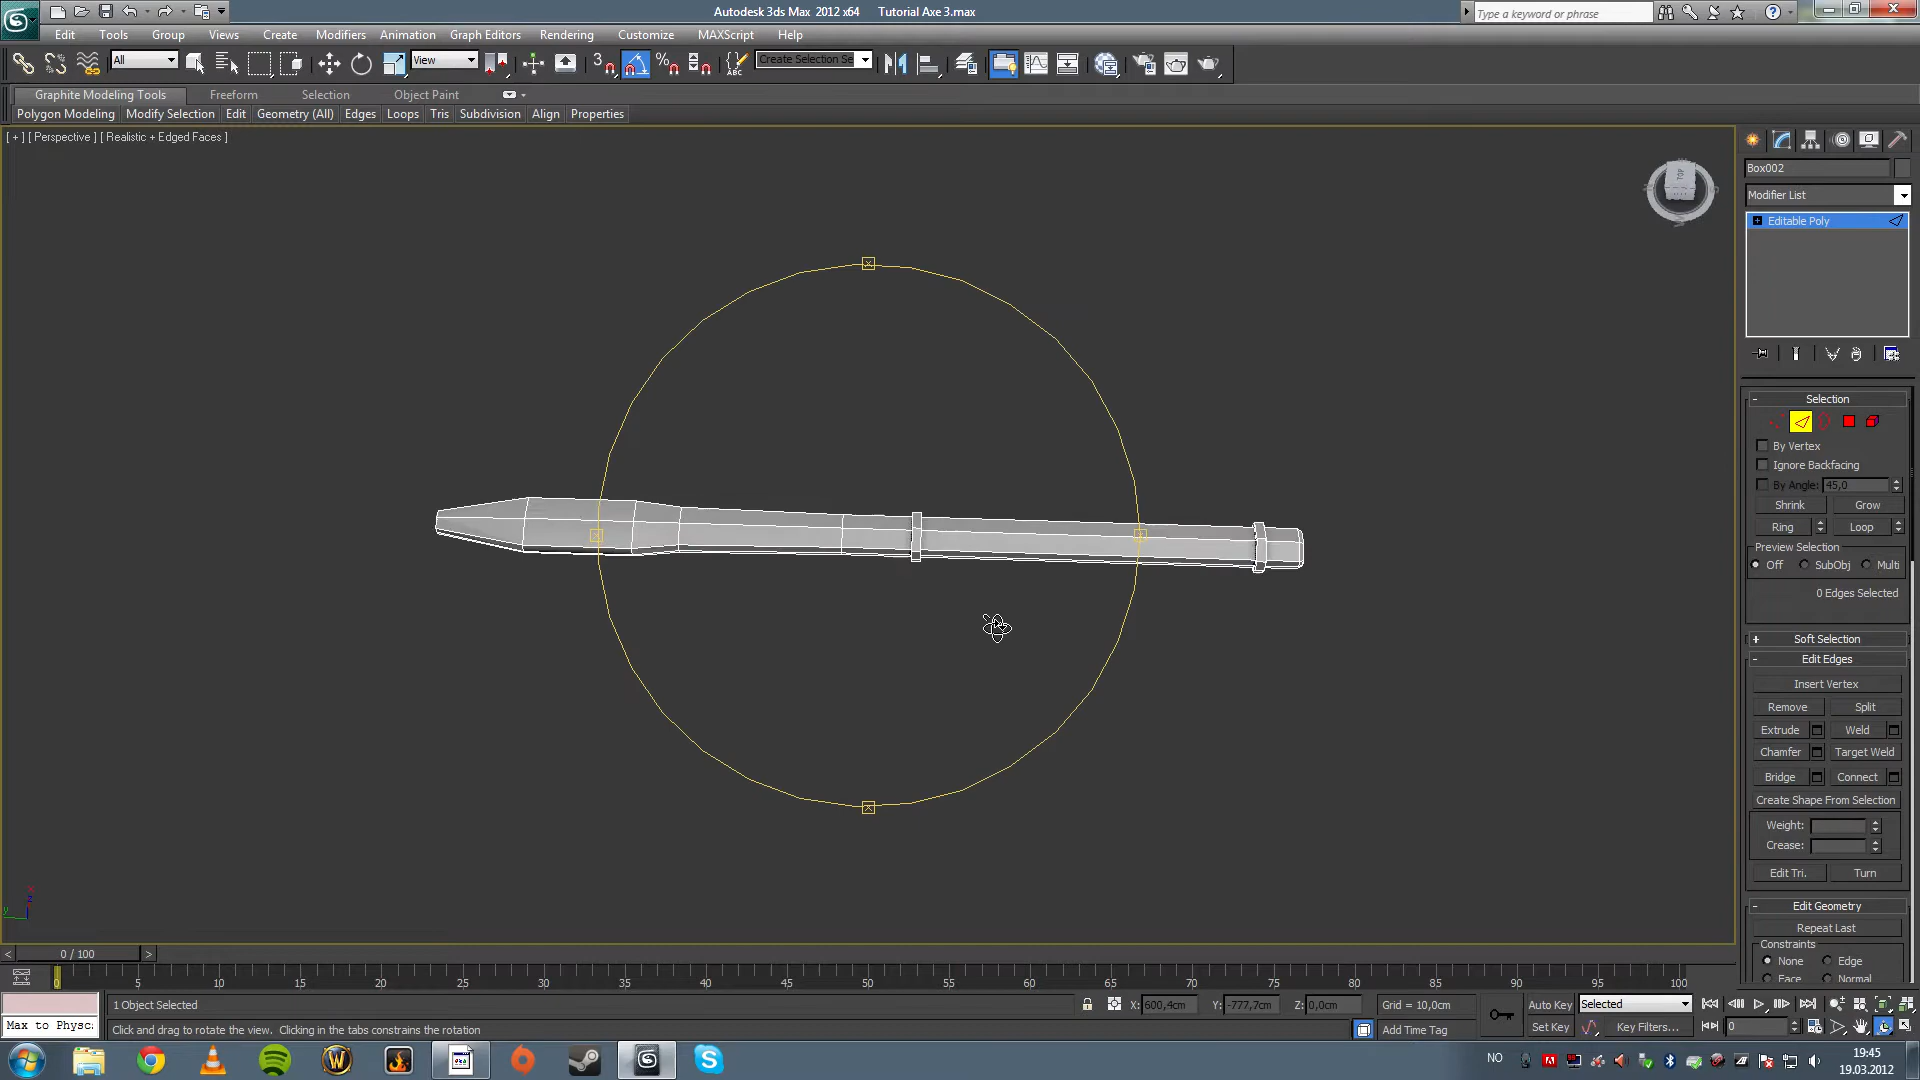 Autodesk 3ds Max 2012 x64 Tutorial Axe 3.max
Type a keyword or phrase
Edit Tools Group Views Create Modifiers Animation Graph Editors Rendering Customize MAXScript Help
All View Create Selection Se
Graphite Modeling Tools Freeform Selection Object Paint
Polygon Modeling Modify Selection Edit Geometry (All) Edges Loops Tris Subdivision Align Properties
[ + ] [ Perspective ] [ Realistic + Edged Faces ]
TOP
Box002
Modifier List
Editable Poly
Selection
By Vertex
Ignore Backfacing
By Angle: 45,0
Shrink Grow
Ring Loop
Preview Selection
Off SubObj Multi
0 Edges Selected
Soft Selection
Edit Edges
Insert Vertex
Remove Split
Extrude Weld
Chamfer Target Weld
Bridge Connect
Create Shape From Selection
Weight:
Crease:
Edit Tri. Turn
Edit Geometry
Repeat Last
Constraints
None Edge
Face Normal
x
z
y
< 0 / 100 >
0 5 10 15 20 25 30 35 40 45 50 55 60 65 70 75 80 85 90 95 100
1 Object Selected X: 600,4cm Y: -777,7cm Z: 0,0cm Grid = 10,0cm Auto Key Selected
Max to Physc: Click and drag to rotate the view. Clicking in the tabs constrains the rotation Add Time Tag Set Key Key Filters... 0
NO 19:45
19.03.2012